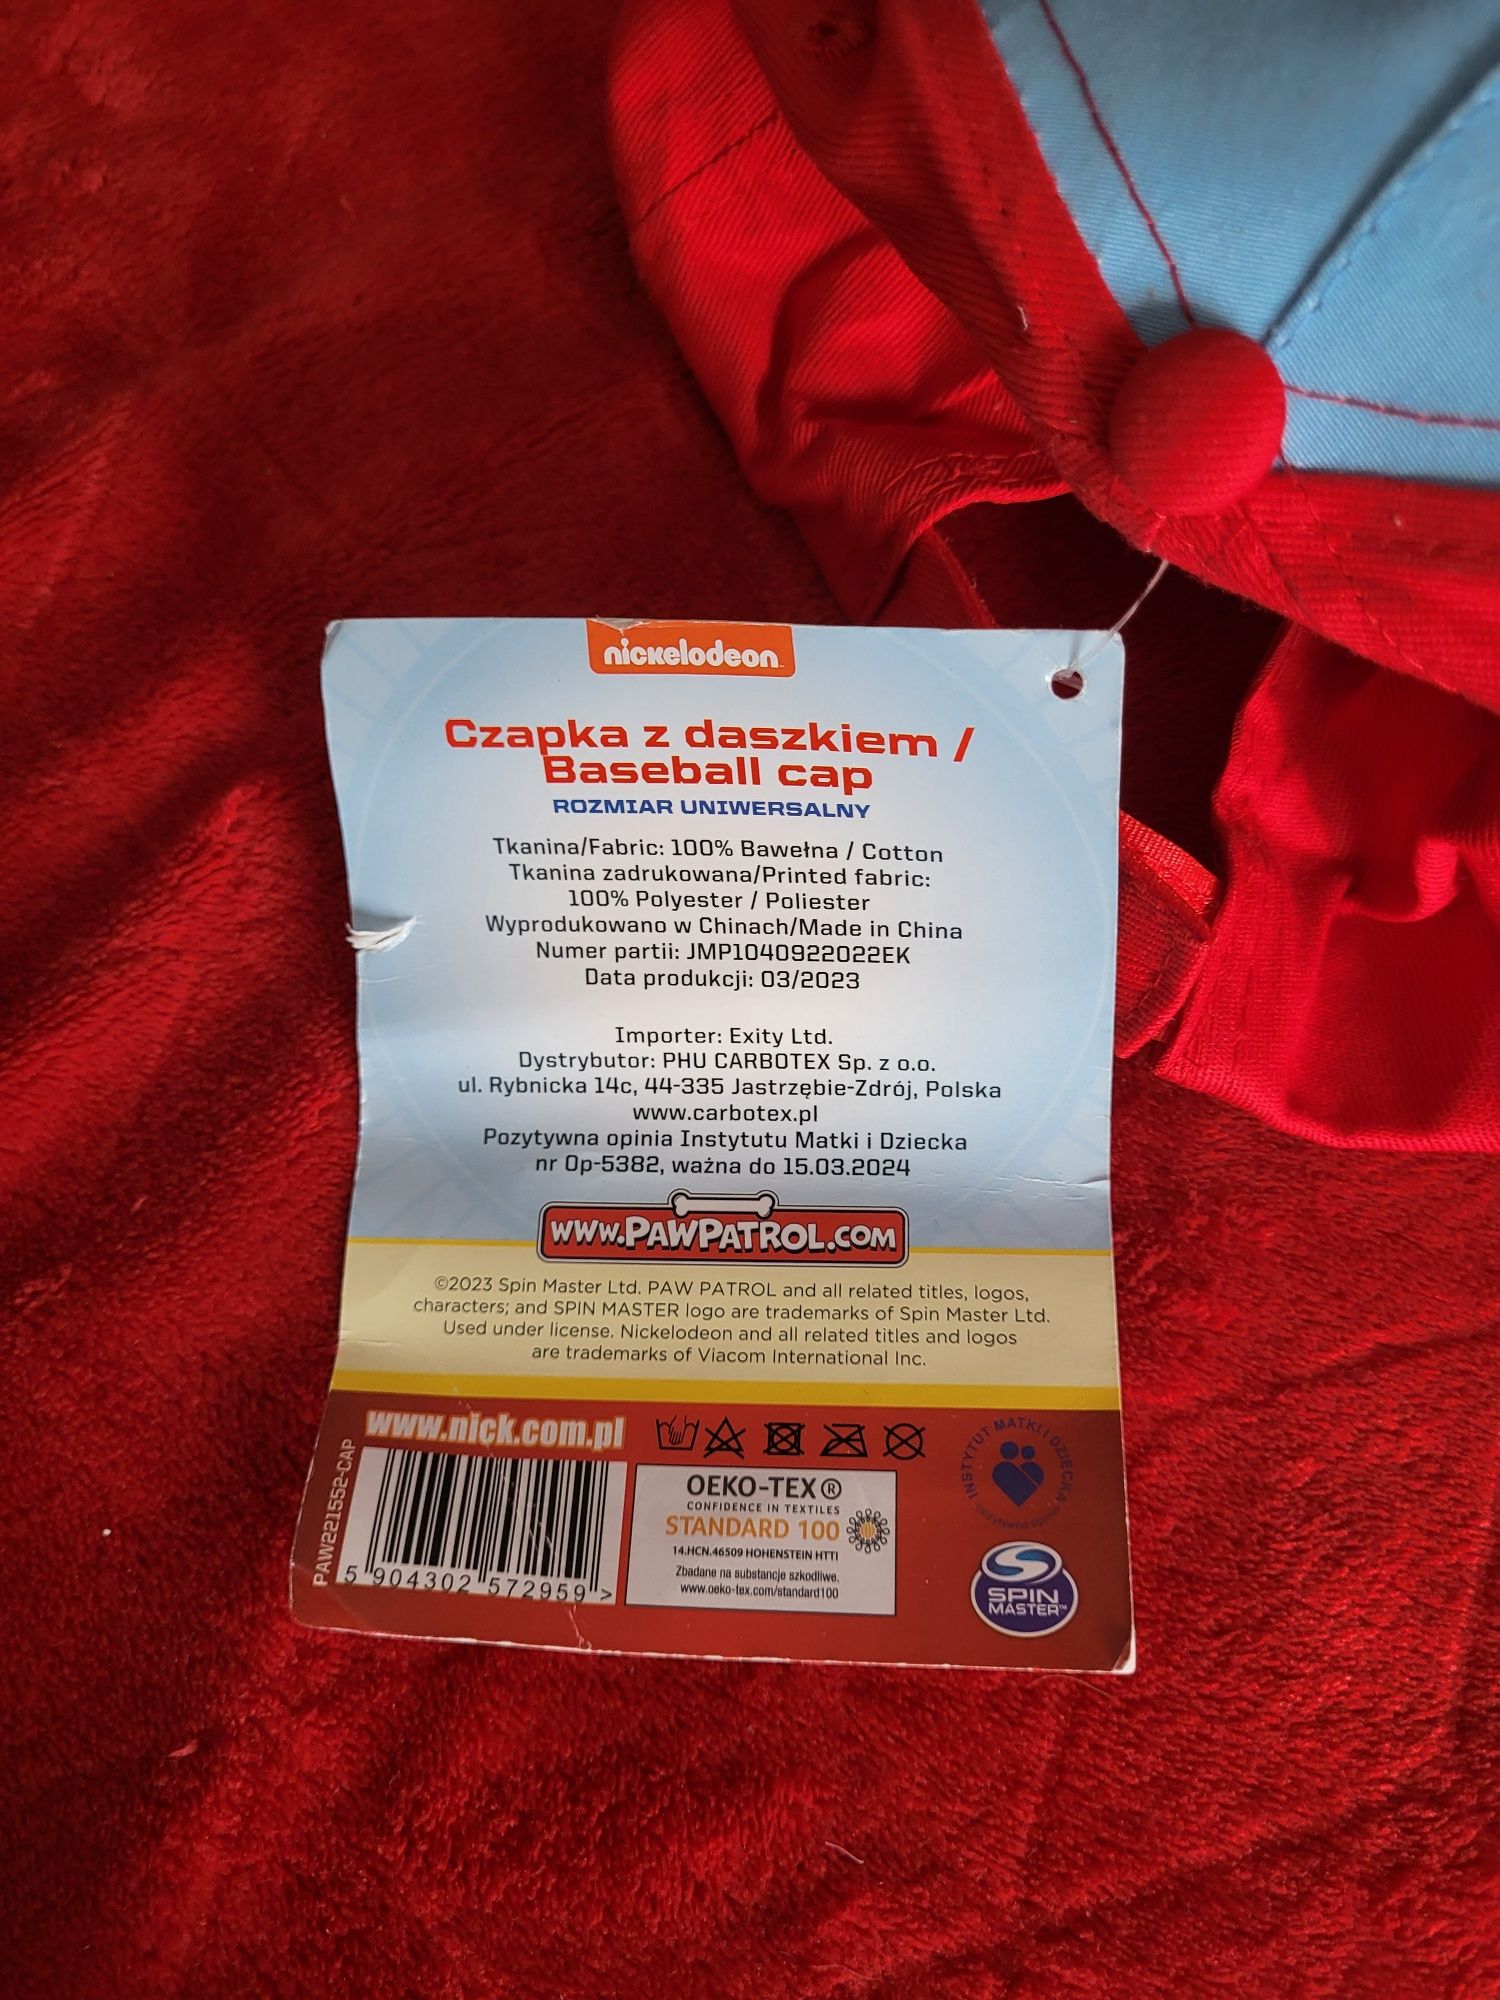 nickelodeon
Czapka z daszkiem /
Baseball cap
ROZMIAR UNIWERSALNY
Tkanina/Fabric: 100% Bawełna / Cotton
Tkanina zadrukowana/Printed fabric:
100% Polyester / Poliester
Wyprodukowano w Chinach/Made in China
Numer partii: JMP1040922022EK
Data produkcji: 03/2023
Importer: Exity Ltd.
Dystrybutor: PHU CARBOTEX Sp. z o.o.
ul. Rybnicka 14c, 44-335 Jastrzębie-Zdrój, Polska
www.carbotex.pl
Pozytywna opinia Instytutu Matki i Dziecka
nr Op-5382, ważna do 15.03.2024
WWW.PAWPATROL.COM
©2023 Spin Master Ltd. PAW PATROL and all related titles, logos,
characters; and SPIN MASTER logo are trademarks of Spin Master Ltd.
Used under license. Nickelodeon and all related titles and logos
are trademarks of Viacom International Inc.
www.nick.com.pl
PAW221552-CAP
5 904302 572959 >
OEKO-TEX®
CONFIDENCE IN TEXTILES
STANDARD 100
14.HCN.46509 HOHENSTEIN HTTI
Zbadane na substancje szkodliwe.
www.oeko-tex.com/standard100
INSTYTUT MATKI I DZIECKA
pozytywna opinia
SPIN
MASTER™